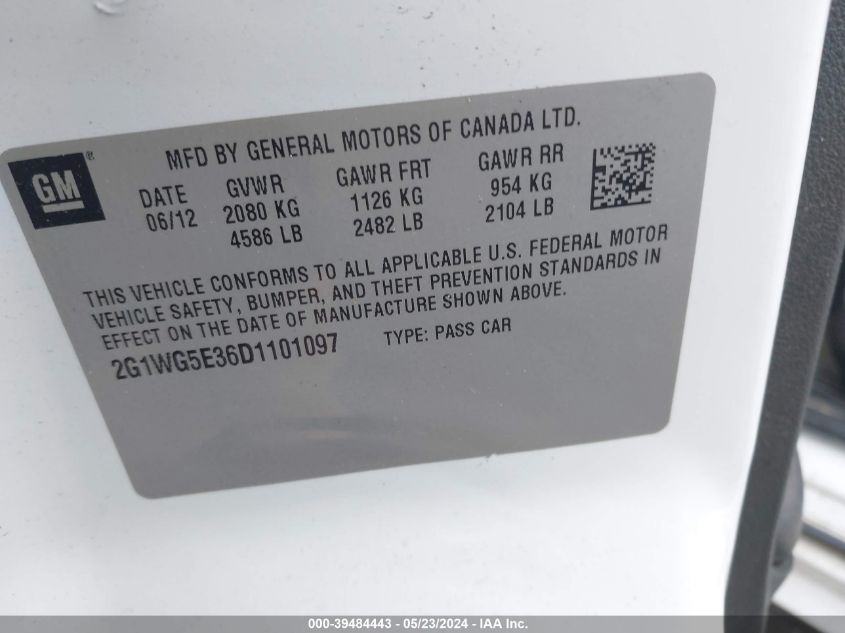 MFD BY GENERAL MOTORS OF CANADA LTD.
GM®
DATE GVWR GAWR FRT GAWR RR
06/12 2080 KG 1126 KG 954 KG
4586 LB 2482 LB 2104 LB
THIS VEHICLE CONFORMS TO ALL APPLICABLE U.S. FEDERAL MOTOR
VEHICLE SAFETY, BUMPER, AND THEFT PREVENTION STANDARDS IN
EFFECT ON THE DATE OF MANUFACTURE SHOWN ABOVE.
2G1WG5E36D1101097 TYPE: PASS CAR
000-39484443 - 05/23/2024 - IAA Inc.